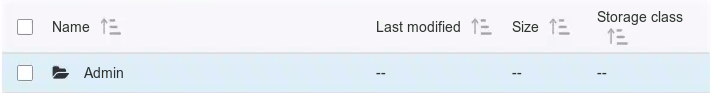 Name Last modified Size Storage class
Admin -- -- --